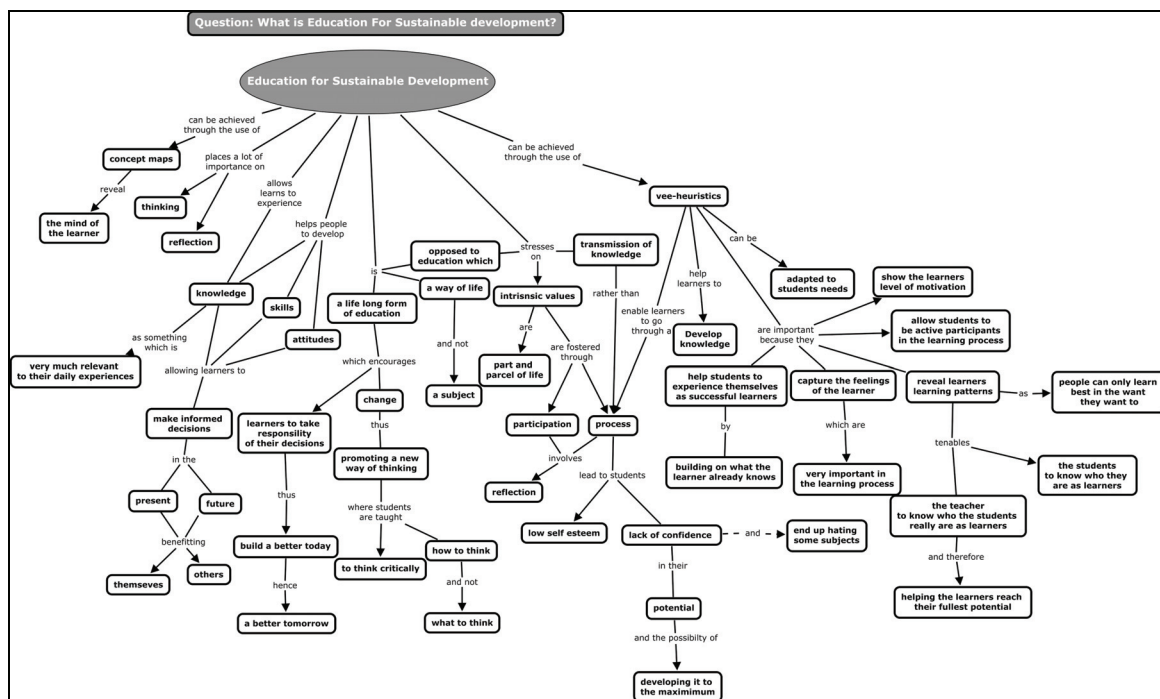 Question: What is Education For Sustainable development?
Education for Sustainable Development
can be achieved
through the use of
concept maps
reveal
the mind of
the learner
places a lot of
importance on
thinking
reflection
allows
learns to
experience
knowledge
as something
which is
very much relevant
to their daily experiences
helps people
to develop
skills
attitudes
allowing learners to
make informed
decisions
in the
present
future
benefitting
themseves
others
is
opposed to
education which
a way of life
and not
a subject
a life long form
of education
which encourages
learners to take
responsility
of their decisions
thus
build a better today
hence
a better tomorrow
change
thus
promoting a new
way of thinking
where students
are taught
to think critically
how to think
and not
what to think
stresses
on
transmission of
knowledge
rather than
intrisnsic values
are
part and
parcel of life
are fostered
through
participation
process
involves
reflection
lead to students
low self esteem
lack of confidence
and
end up hating
some subjects
in their
potential
and the possibilty of
developing it to
the maximimum
can be achieved
through the use of
vee-heuristics
enable learners
to go
through a
help
learners to
Develop
knowledge
can be
adapted to
students needs
are important
because they
show the learners
level of motivation
allow students to
be active participants
in the learning process
help students to
experience themselves
as successful learners
by
building on what the
learner already knows
capture the feelings
of the learner
which are
very important in
the learning process
reveal learners
learning patterns
as
people can only learn
best in the want
they want to
tenables
the students
to know who they
are as learners
the teacher
to know who the students
really are as learners
and therefore
helping the learners reach
their fullest potential